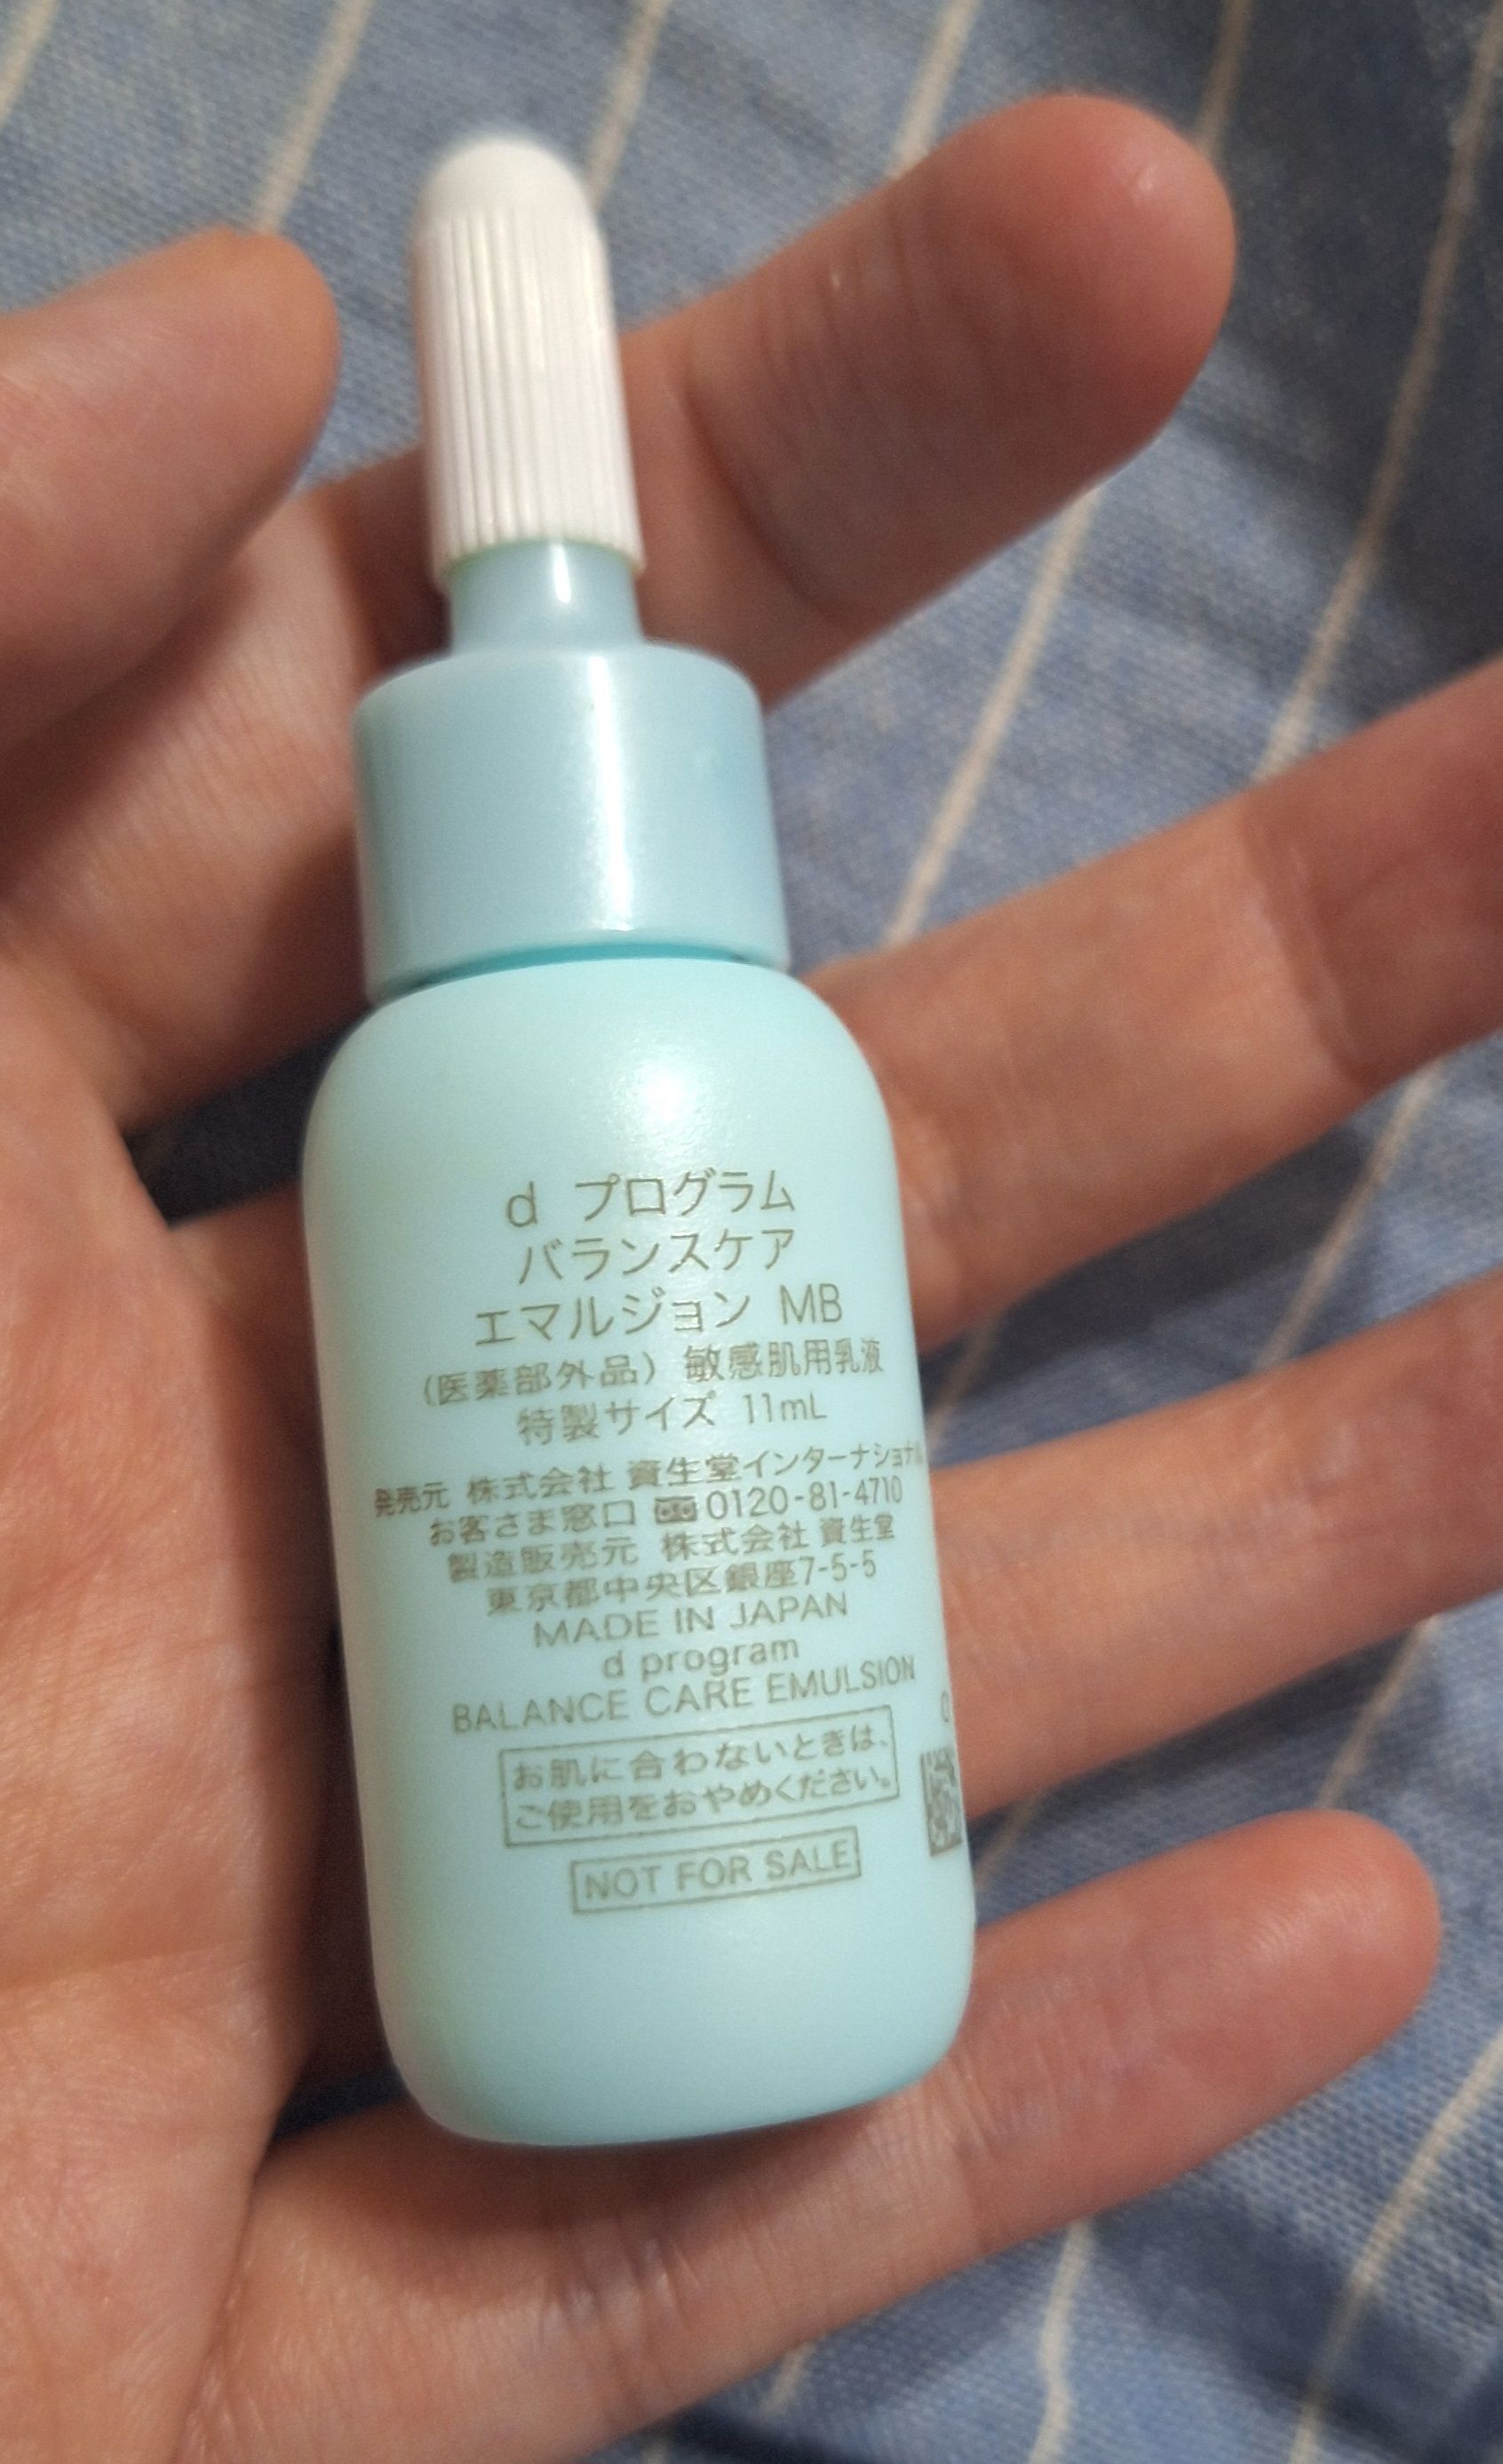 d プログラム
バランスケア
エマルジョン MB
（医薬部外品）敏感肌用乳液
特製サイズ 11mL
発売元 株式会社 資生堂インターナショナル
お客さま窓口 0120-81-4710
製造販売元 株式会社 資生堂
東京都中央区銀座7-5-5
MADE IN JAPAN
d program
BALANCE CARE EMULSION
お肌に合わないときは、
ご使用をおやめください。
NOT FOR SALE